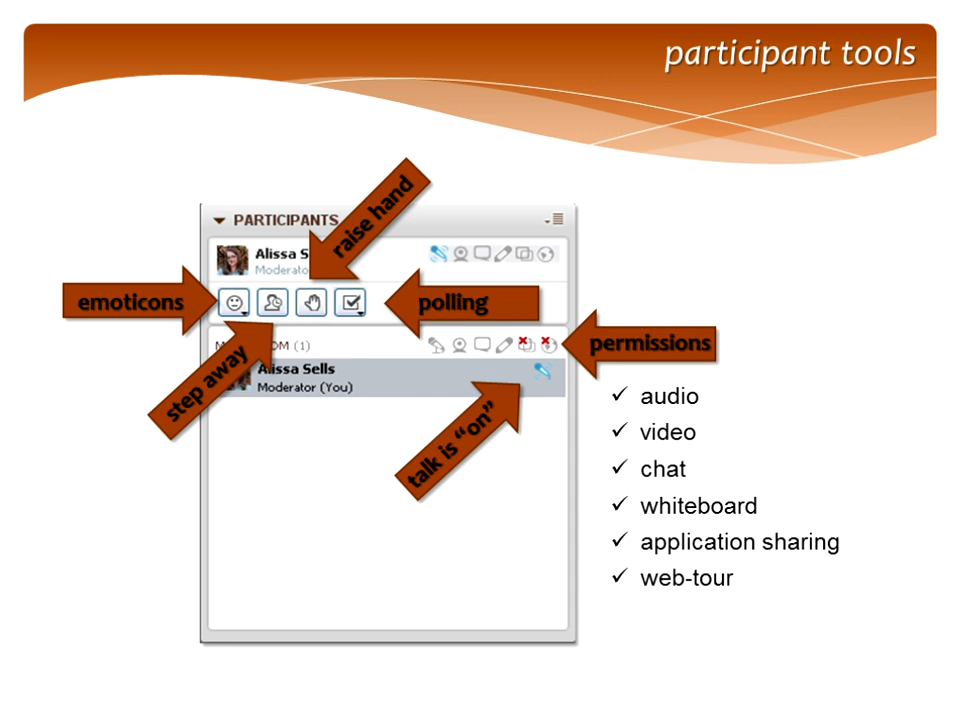 participant tools
raise hand
PARTICIPANTS
Alissa S
Moderato
emoticons
polling
step away
OM (1)
permissions
Alissa Sells
Moderator (You)
talk is "on"
✓ audio
✓ video
✓ chat
✓ whiteboard
✓ application sharing
✓ web-tour